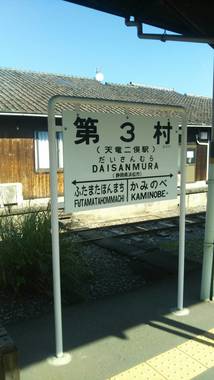 第3村
(天竜二俣駅)
だいさんむら
DAISANMURA
(静岡県浜松市)
ふたまたほんまち かみのべ
FUTAMATAHOMMACHI KAMINOBE